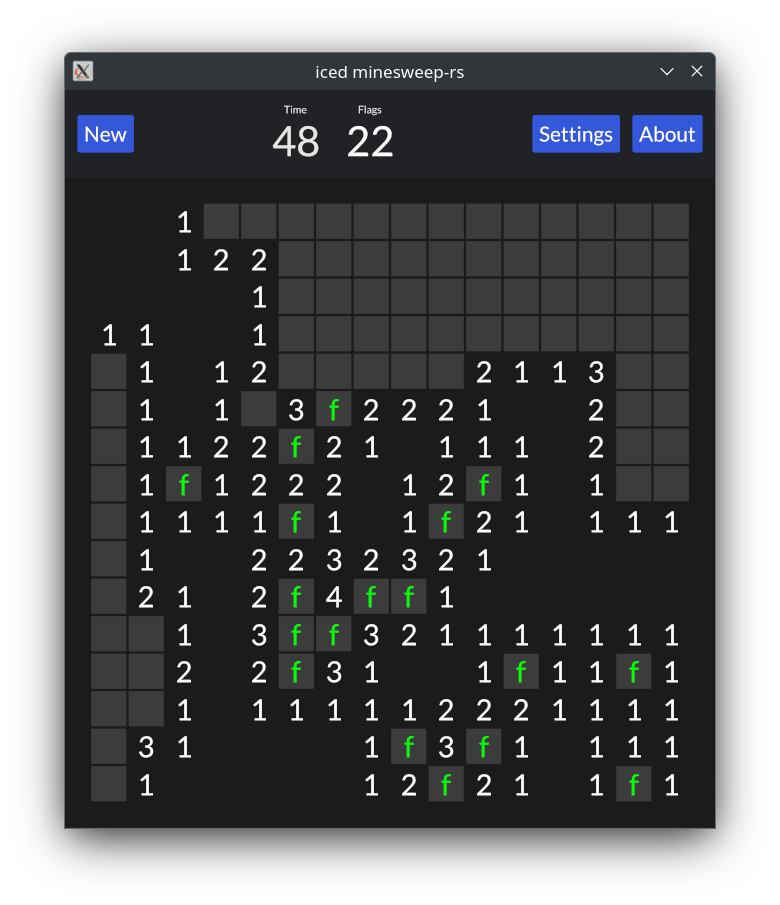 iced minesweep-rs
New
Time
48
Flags
22
Settings
About
1
1 2 2
1
1 1 1
1 1 2 2 1 1 3
1 1 3 f 2 2 2 1 2
1 1 2 2 f 2 1 1 1 1 2
1 f 1 2 2 2 1 2 f 1 1
1 1 1 1 f 1 1 f 2 1 1 1 1
1 2 2 3 2 3 2 1
2 1 2 f 4 f f 1
1 3 f f 3 2 1 1 1 1 1 1 1
2 2 f 3 1 1 f 1 1 f 1
1 1 1 1 1 1 2 2 2 1 1 1 1
3 1 1 f 3 f 1 1 1 1
1 1 2 f 2 1 1 f 1